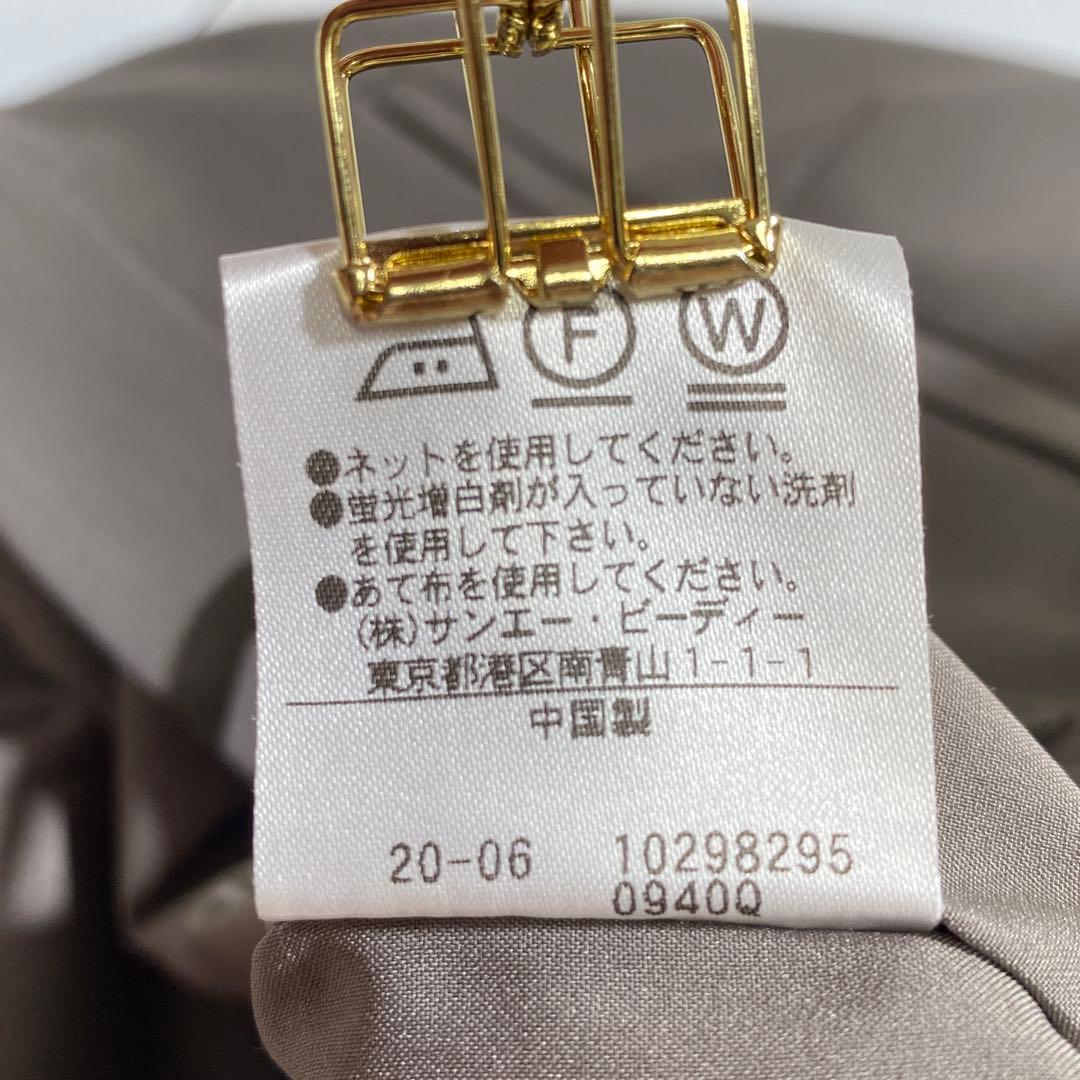 F W
●ネットを使用してください。
●蛍光増白剤が入っていない洗剤
を使用して下さい。
●あて布を使用してください。
(株)サンエー・ビーディー
東京都港区南青山1-1-1
中国製
20-06 10298295
0940Q